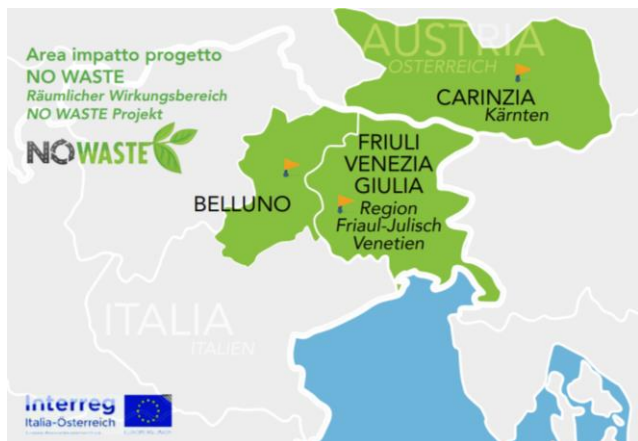 Area impatto progetto
NO WASTE
Räumlicher Wirkungsbereich
NO WASTE Projekt
NOWASTE
AUSTRIA
ÖSTERREICH
CARINZIA
Kärnten
FRIULI
VENEZIA
GIULIA
Region
Friaul-Julisch
Venetien
BELLUNO
ITALIA
ITALIEN
Interreg
Italia-Österreich